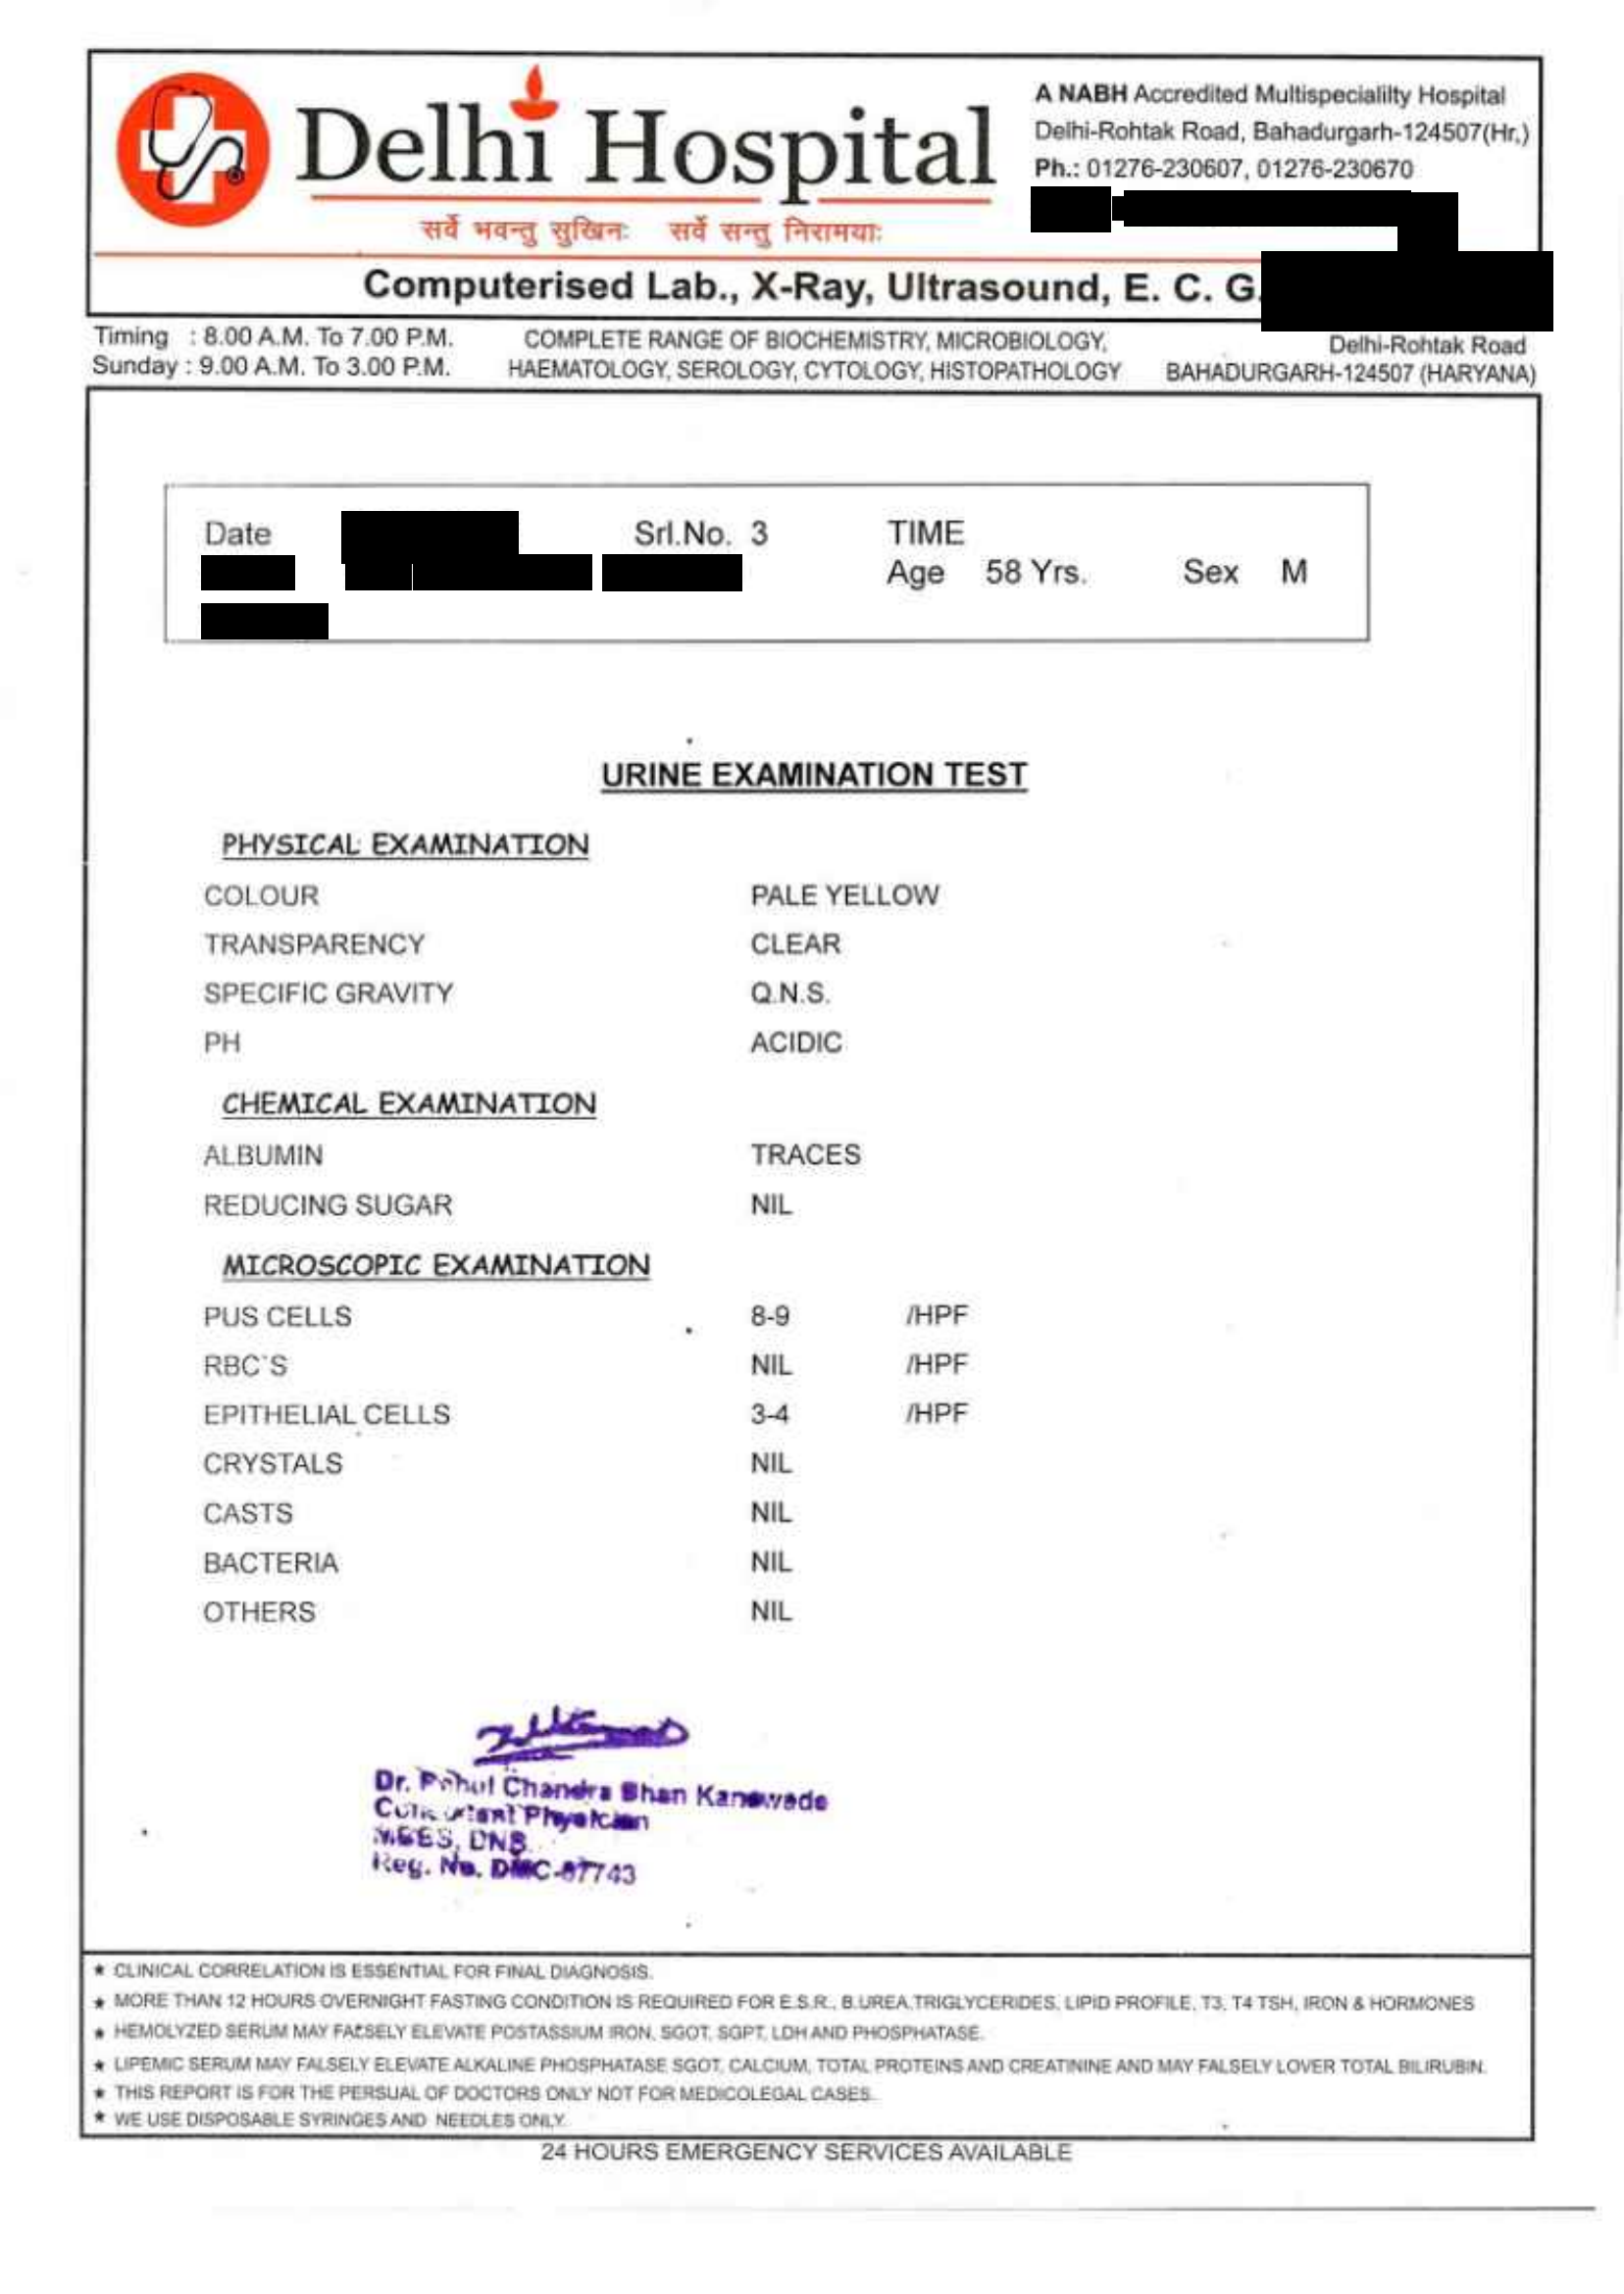 Delhi Hospital
सर्वे भवन्तु सुखिनः सर्वे सन्तु निरामयाः
A NABH Accredited Multispecialilty Hospital
Delhi-Rohtak Road, Bahadurgarh-124507(Hr.)
Ph.: 01276-230607, 01276-230670
Computerised Lab., X-Ray, Ultrasound, E. C. G.
Timing : 8.00 A.M. To 7.00 P.M.
Sunday : 9.00 A.M. To 3.00 P.M.
COMPLETE RANGE OF BIOCHEMISTRY, MICROBIOLOGY,
HAEMATOLOGY, SEROLOGY, CYTOLOGY, HISTOPATHOLOGY
Delhi-Rohtak Road
BAHADURGARH-124507 (HARYANA)
Date Srl.No. 3 TIME
Age 58 Yrs. Sex M
URINE EXAMINATION TEST
PHYSICAL EXAMINATION
COLOUR PALE YELLOW
TRANSPARENCY CLEAR
SPECIFIC GRAVITY Q.N.S.
PH ACIDIC
CHEMICAL EXAMINATION
ALBUMIN TRACES
REDUCING SUGAR NIL
MICROSCOPIC EXAMINATION
PUS CELLS 8-9 /HPF
RBC`S NIL /HPF
EPITHELIAL CELLS 3-4 /HPF
CRYSTALS NIL
CASTS NIL
BACTERIA NIL
OTHERS NIL
Dr. Chandra Bhan Kanawade
Physician
DNB
Reg. No. DMC-87743
★ CLINICAL CORRELATION IS ESSENTIAL FOR FINAL DIAGNOSIS.
★ MORE THAN 12 HOURS OVERNIGHT FASTING CONDITION IS REQUIRED FOR E.S.R., B.UREA,TRIGLYCERIDES, LIPID PROFILE, T3, T4 TSH, IRON & HORMONES
★ HEMOLYZED SERUM MAY FALSELY ELEVATE POSTASSIUM IRON, SGOT, SGPT, LDH AND PHOSPHATASE.
★ LIPEMIC SERUM MAY FALSELY ELEVATE ALKALINE PHOSPHATASE SGOT, CALCIUM, TOTAL PROTEINS AND CREATININE AND MAY FALSELY LOVER TOTAL BILIRUBIN.
★ THIS REPORT IS FOR THE PERSUAL OF DOCTORS ONLY NOT FOR MEDICOLEGAL CASES.
★ WE USE DISPOSABLE SYRINGES AND NEEDLES ONLY.
24 HOURS EMERGENCY SERVICES AVAILABLE